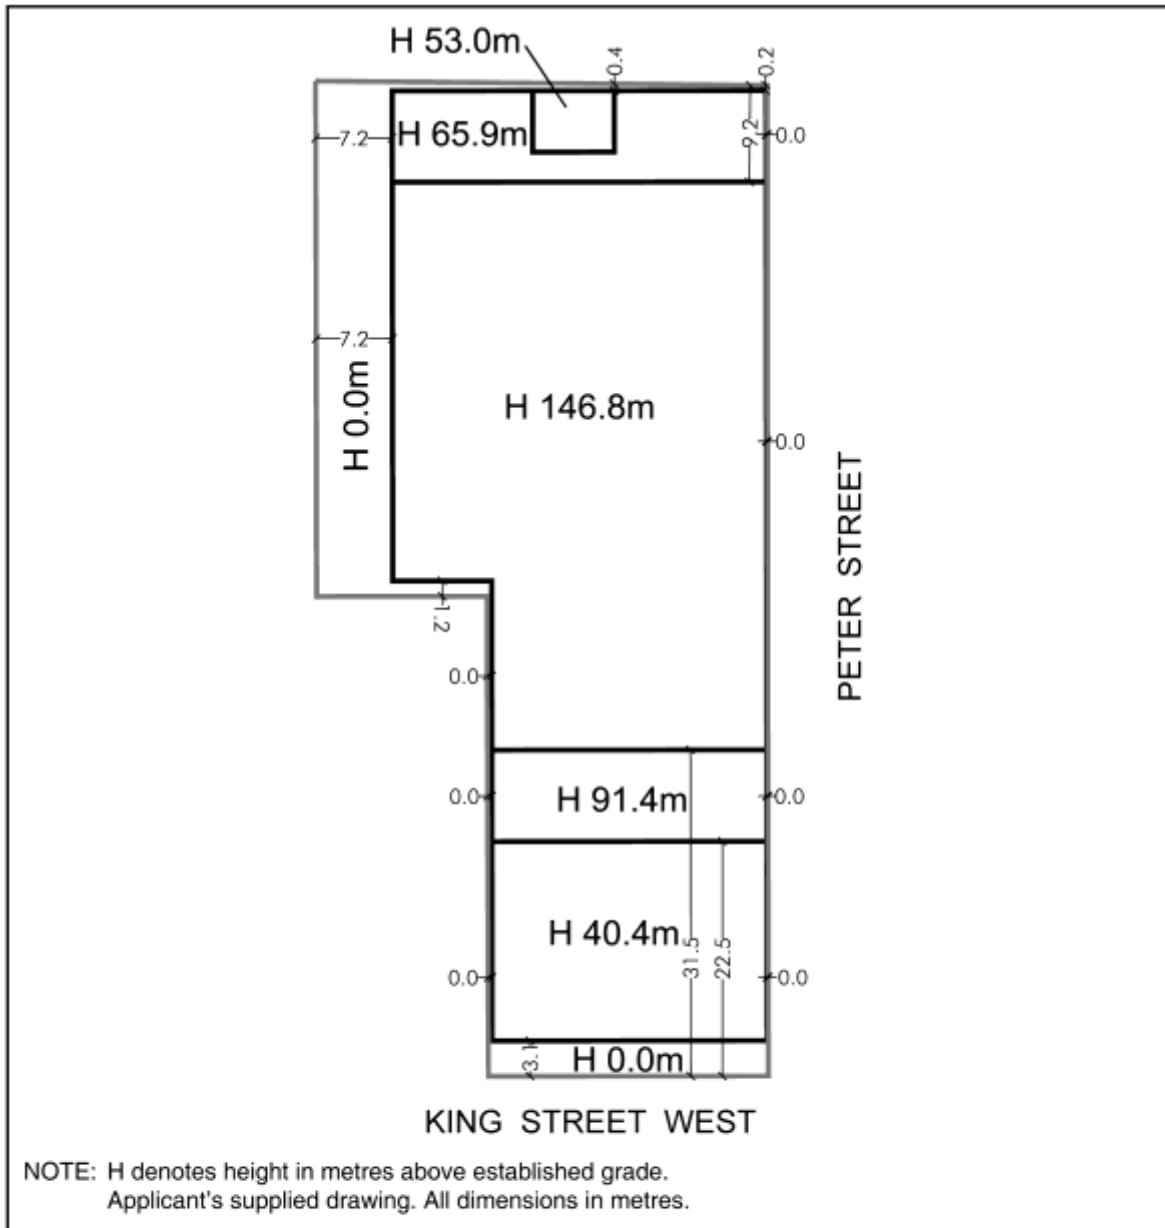 H 53.0m
0.4
0.2
7.2
H 65.9m
9.2
0.0
7.2
H 0.0m
H 146.8m
0.0
PETER STREET
1.2
0.0
0.0
H 91.4m
0.0
H 40.4m
31.5
22.5
0.0
0.0
3.1
H 0.0m
KING STREET WEST
NOTE: H denotes height in metres above established grade.
Applicant's supplied drawing. All dimensions in metres.